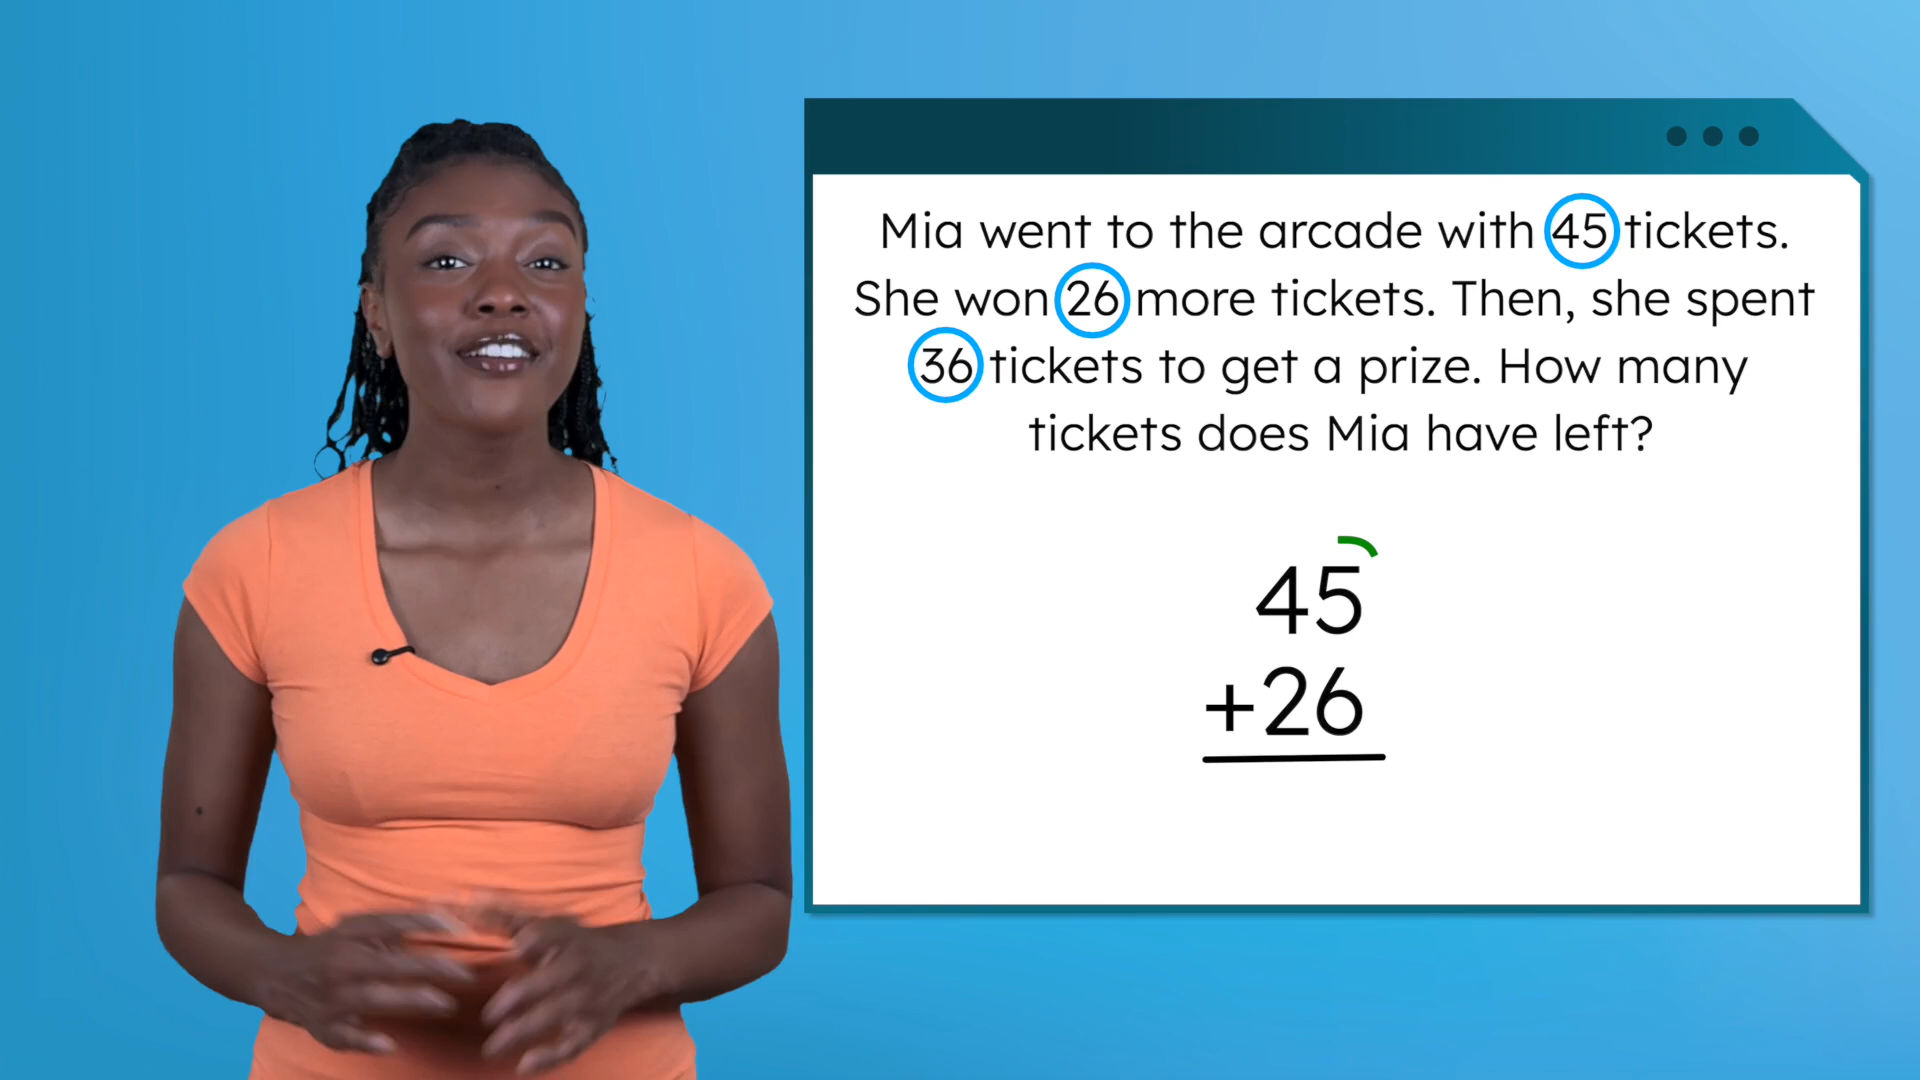 Mia went to the arcade with 45 tickets.
She won 26 more tickets. Then, she spent
36 tickets to get a prize. How many
tickets does Mia have left?
45
+26